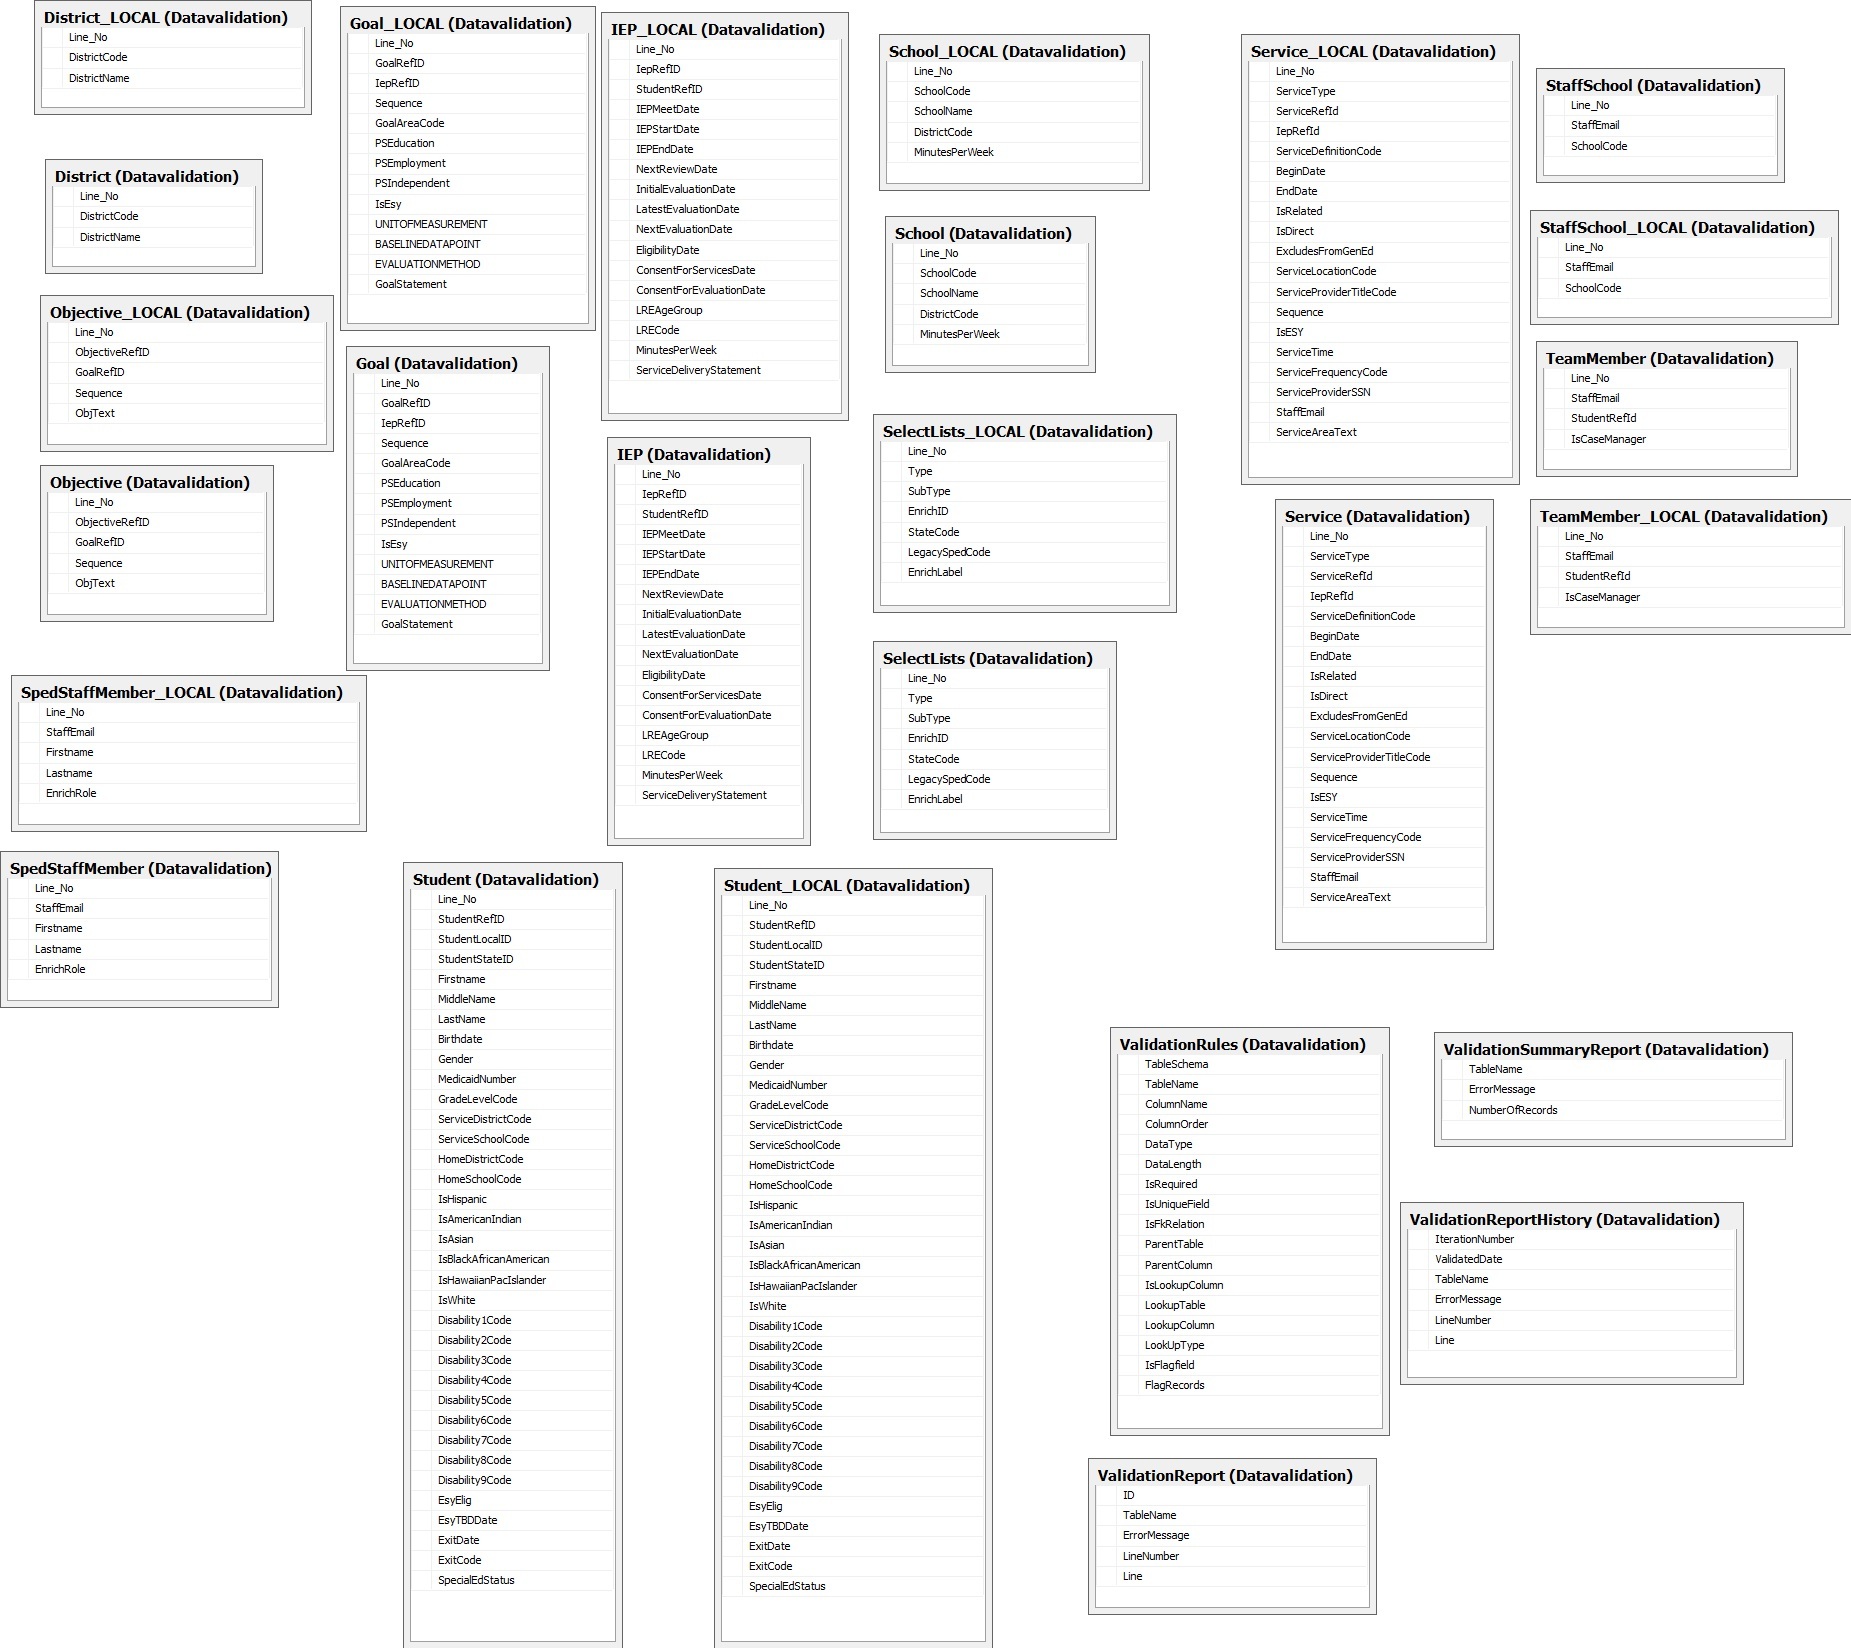 District_LOCAL (Datavalidation)
Line_No
DistrictCode
DistrictName
District (Datavalidation)
Line_No
DistrictCode
DistrictName
Objective_LOCAL (Datavalidation)
Line_No
ObjectiveRefID
GoalRefID
Sequence
ObjText
Objective (Datavalidation)
Line_No
ObjectiveRefID
GoalRefID
Sequence
ObjText
SpedStaffMember_LOCAL (Datavalidation)
Line_No
StaffEmail
Firstname
Lastname
EnrichRole
SpedStaffMember (Datavalidation)
Line_No
StaffEmail
Firstname
Lastname
EnrichRole
Goal_LOCAL (Datavalidation)
Line_No
GoalRefID
IepRefID
Sequence
GoalAreaCode
PSEducation
PSEmployment
PSIndependent
IsEsy
UNITOFMEASUREMENT
BASELINEDATAPOINT
EVALUATIONMETHOD
GoalStatement
Goal (Datavalidation)
Line_No
GoalRefID
IepRefID
Sequence
GoalAreaCode
PSEducation
PSEmployment
PSIndependent
IsEsy
UNITOFMEASUREMENT
BASELINEDATAPOINT
EVALUATIONMETHOD
GoalStatement
IEP_LOCAL (Datavalidation)
Line_No
IepRefID
StudentRefID
IEPMeetDate
IEPStartDate
IEPEndDate
NextReviewDate
InitialEvaluationDate
LatestEvaluationDate
NextEvaluationDate
EligibilityDate
ConsentForServicesDate
ConsentForEvaluationDate
LREAgeGroup
LRECode
MinutesPerWeek
ServiceDeliveryStatement
IEP (Datavalidation)
Line_No
IepRefID
StudentRefID
IEPMeetDate
IEPStartDate
IEPEndDate
NextReviewDate
InitialEvaluationDate
LatestEvaluationDate
NextEvaluationDate
EligibilityDate
ConsentForServicesDate
ConsentForEvaluationDate
LREAgeGroup
LRECode
MinutesPerWeek
ServiceDeliveryStatement
School_LOCAL (Datavalidation)
Line_No
SchoolCode
SchoolName
DistrictCode
MinutesPerWeek
School (Datavalidation)
Line_No
SchoolCode
SchoolName
DistrictCode
MinutesPerWeek
SelectLists_LOCAL (Datavalidation)
Line_No
Type
SubType
EnrichID
StateCode
LegacySpedCode
EnrichLabel
SelectLists (Datavalidation)
Line_No
Type
SubType
EnrichID
StateCode
LegacySpedCode
EnrichLabel
Service_LOCAL (Datavalidation)
Line_No
ServiceType
ServiceRefId
IepRefId
ServiceDefinitionCode
BeginDate
EndDate
IsRelated
IsDirect
ExcludesFromGenEd
ServiceLocationCode
ServiceProviderTitleCode
Sequence
IsESY
ServiceTime
ServiceFrequencyCode
ServiceProviderSSN
StaffEmail
ServiceAreaText
Service (Datavalidation)
Line_No
ServiceType
ServiceRefId
IepRefId
ServiceDefinitionCode
BeginDate
EndDate
IsRelated
IsDirect
ExcludesFromGenEd
ServiceLocationCode
ServiceProviderTitleCode
Sequence
IsESY
ServiceTime
ServiceFrequencyCode
ServiceProviderSSN
StaffEmail
ServiceAreaText
StaffSchool (Datavalidation)
Line_No
StaffEmail
SchoolCode
StaffSchool_LOCAL (Datavalidation)
Line_No
StaffEmail
SchoolCode
TeamMember (Datavalidation)
Line_No
StaffEmail
StudentRefId
IsCaseManager
TeamMember_LOCAL (Datavalidation)
Line_No
StaffEmail
StudentRefId
IsCaseManager
Student (Datavalidation)
Line_No
StudentRefID
StudentLocalID
StudentStateID
Firstname
MiddleName
LastName
Birthdate
Gender
MedicaidNumber
GradeLevelCode
ServiceDistrictCode
ServiceSchoolCode
HomeDistrictCode
HomeSchoolCode
IsHispanic
IsAmericanIndian
IsAsian
IsBlackAfricanAmerican
IsHawaiianPacIslander
IsWhite
Disability1Code
Disability2Code
Disability3Code
Disability4Code
Disability5Code
Disability6Code
Disability7Code
Disability8Code
Disability9Code
EsyElig
EsyTBDDate
ExitDate
ExitCode
SpecialEdStatus
Student_LOCAL (Datavalidation)
Line_No
StudentRefID
StudentLocalID
StudentStateID
Firstname
MiddleName
LastName
Birthdate
Gender
MedicaidNumber
GradeLevelCode
ServiceDistrictCode
ServiceSchoolCode
HomeDistrictCode
HomeSchoolCode
IsHispanic
IsAmericanIndian
IsAsian
IsBlackAfricanAmerican
IsHawaiianPacIslander
IsWhite
Disability1Code
Disability2Code
Disability3Code
Disability4Code
Disability5Code
Disability6Code
Disability7Code
Disability8Code
Disability9Code
EsyElig
EsyTBDDate
ExitDate
ExitCode
SpecialEdStatus
ValidationRules (Datavalidation)
TableSchema
TableName
ColumnName
ColumnOrder
DataType
DataLength
IsRequired
IsUniqueField
IsFkRelation
ParentTable
ParentColumn
IsLookupColumn
LookupTable
LookupColumn
LookUpType
IsFlagfield
FlagRecords
ValidationReport (Datavalidation)
ID
TableName
ErrorMessage
LineNumber
Line
ValidationSummaryReport (Datavalidation)
TableName
ErrorMessage
NumberOfRecords
ValidationReportHistory (Datavalidation)
IterationNumber
ValidatedDate
TableName
ErrorMessage
LineNumber
Line